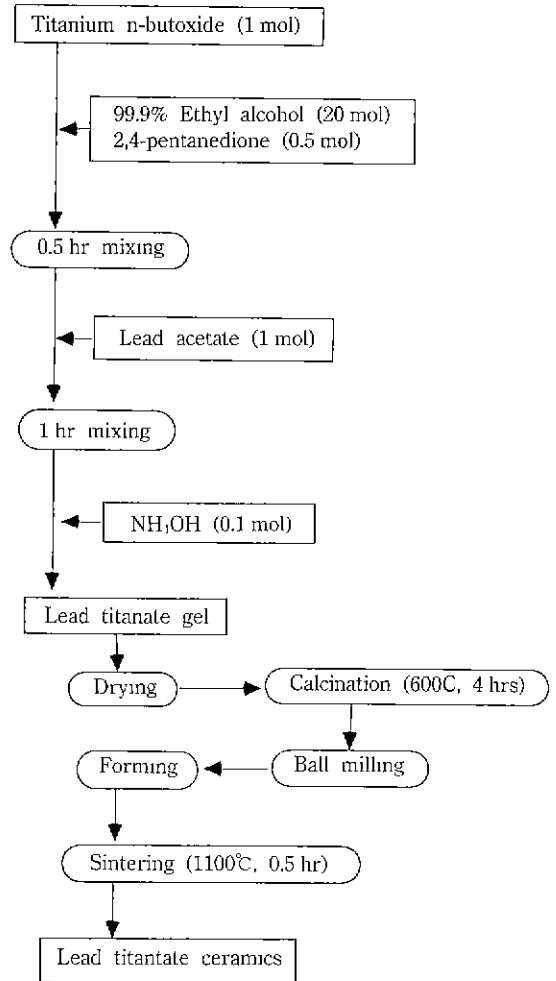 Titanium n-butoxide (1 mol)
99.9% Ethyl alcohol (20 mol)
2,4-pentanedione (0.5 mol)
0.5 hr mixing
Lead acetate (1 mol)
1 hr mixing
NH₄OH (0.1 mol)
Lead titanate gel
Drying
Calcination (600C, 4 hrs)
Forming
Ball milling
Sintering (1100℃, 0.5 hr)
Lead titantate ceramics